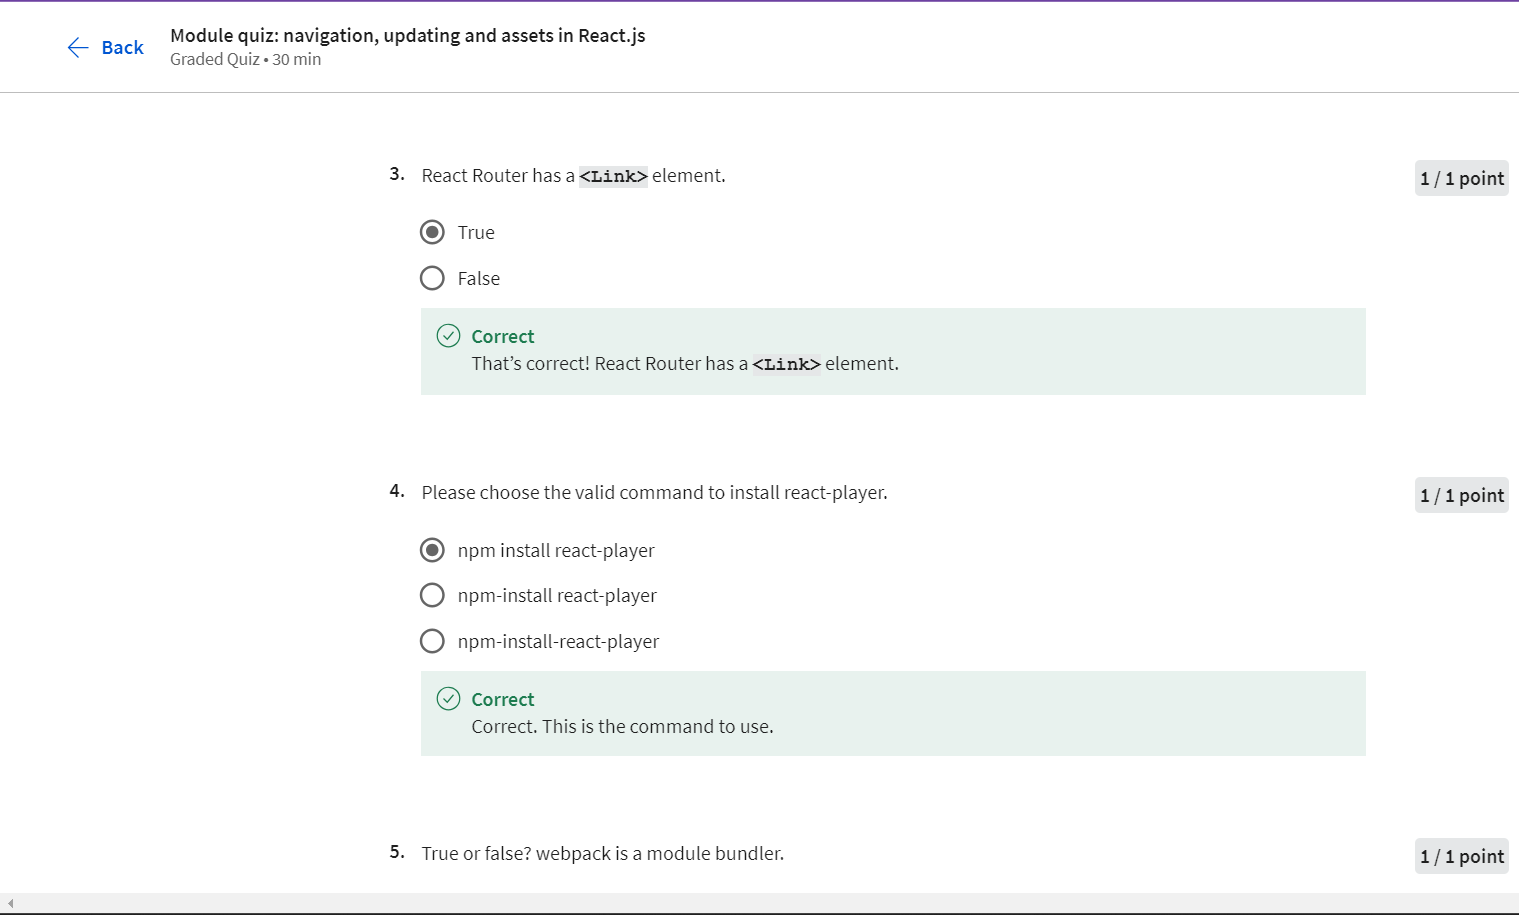 Back
Module quiz: navigation, updating and assets in React.js
Graded Quiz • 30 min
3. React Router has a <Link> element.
1 / 1 point
True
False
Correct
That’s correct! React Router has a <Link> element.
4. Please choose the valid command to install react-player.
1 / 1 point
npm install react-player
npm-install react-player
npm-install-react-player
Correct
Correct. This is the command to use.
5. True or false? webpack is a module bundler.
1 / 1 point